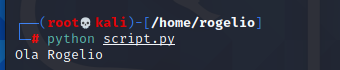 ┌──(root💀kali)-[/home/rogelio]
└─# python script.py
Ola Rogelio